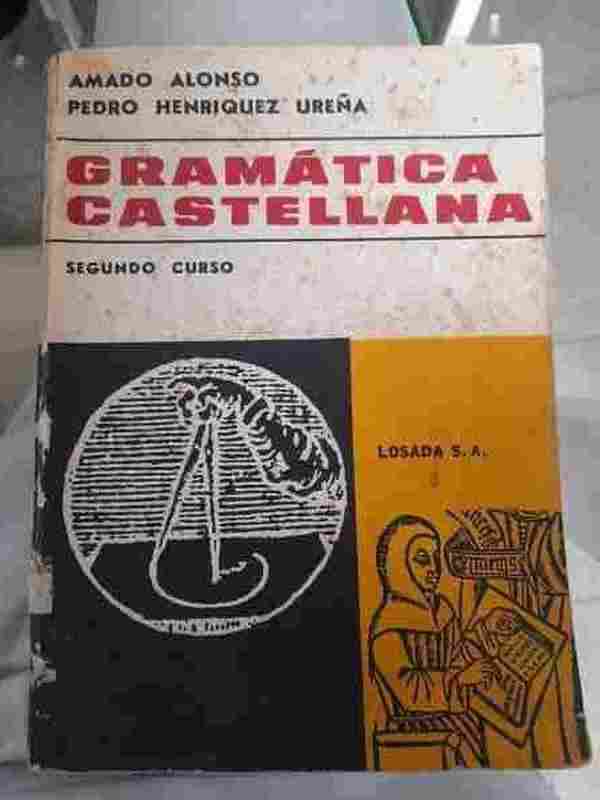 AMADO ALONSO
PEDRO HENRIQUEZ UREÑA
GRAMÁTICA
CASTELLANA
SEGUNDO CURSO
LOSADA S. A.